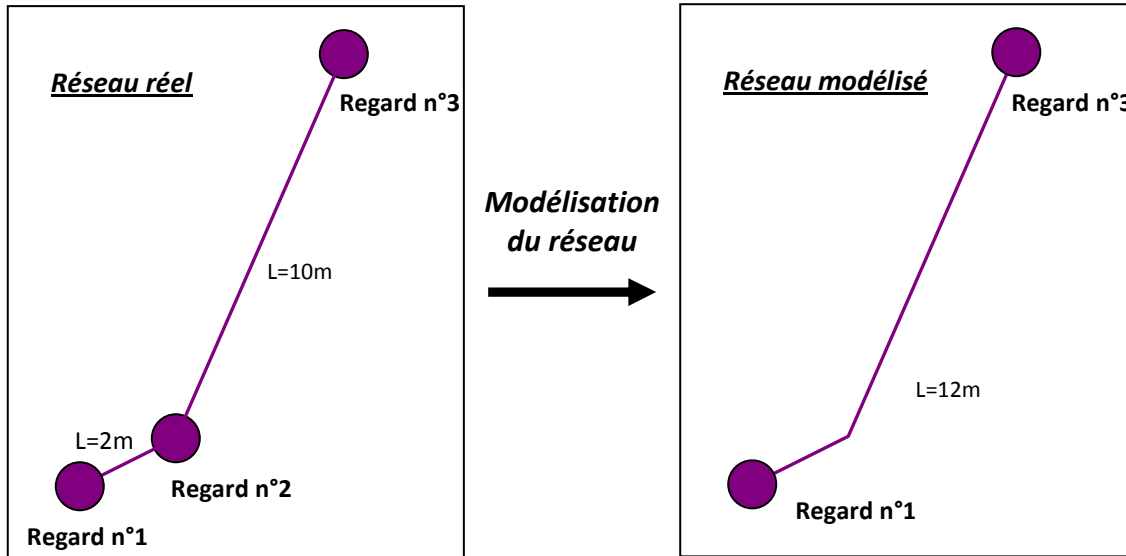 Réseau réel
Regard n°3
L=10m
L=2m
Regard n°2
Regard n°1
Modélisation
du réseau
Réseau modélisé
Regard n°3
L=12m
Regard n°1